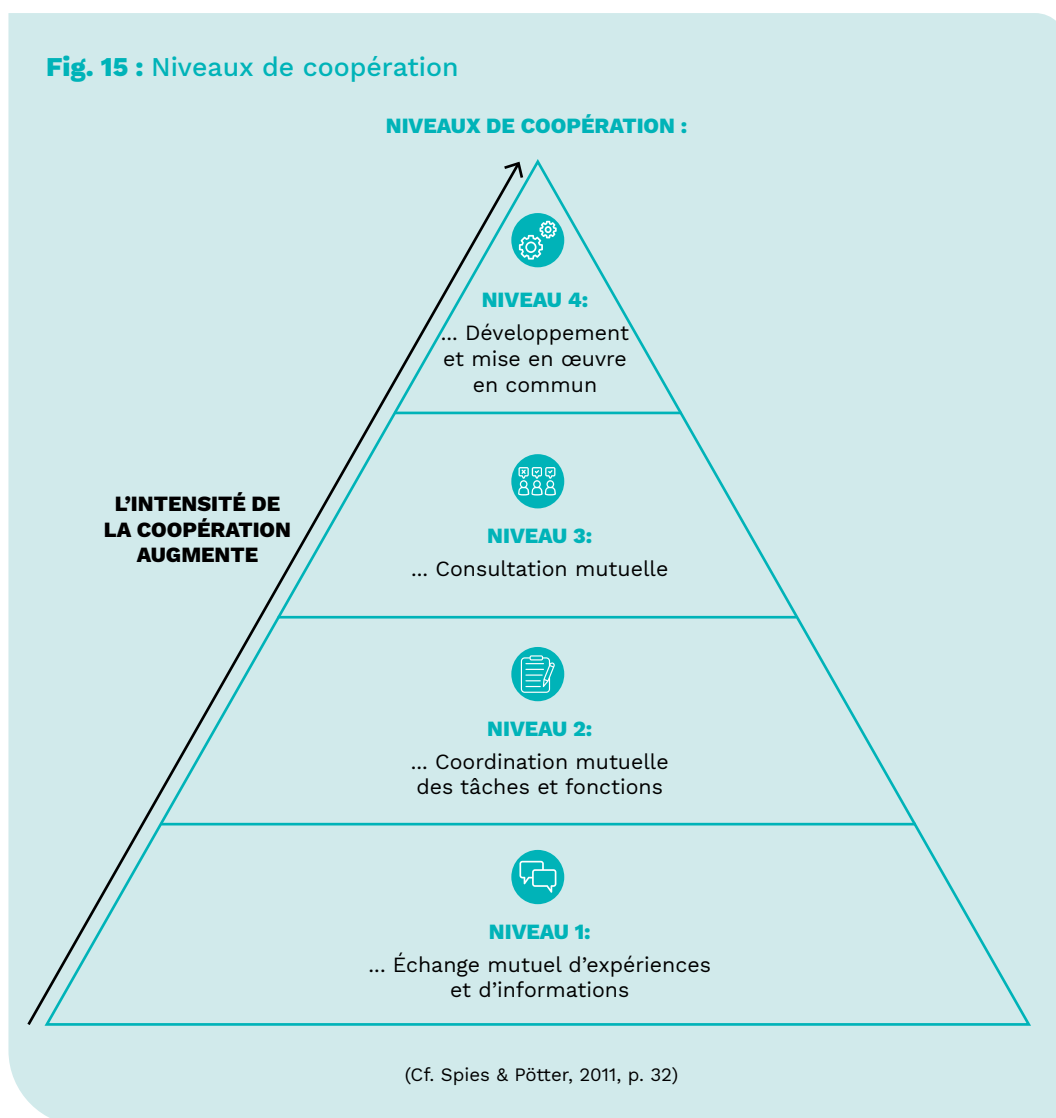 Fig. 15 : Niveaux de coopération
NIVEAUX DE COOPÉRATION :
NIVEAU 4:
... Développement
et mise en œuvre
en commun
L’INTENSITÉ DE
LA COOPÉRATION
AUGMENTE
NIVEAU 3:
... Consultation mutuelle
NIVEAU 2:
... Coordination mutuelle
des tâches et fonctions
NIVEAU 1:
... Échange mutuel d’expériences
et d’informations
(Cf. Spies & Pötter, 2011, p. 32)